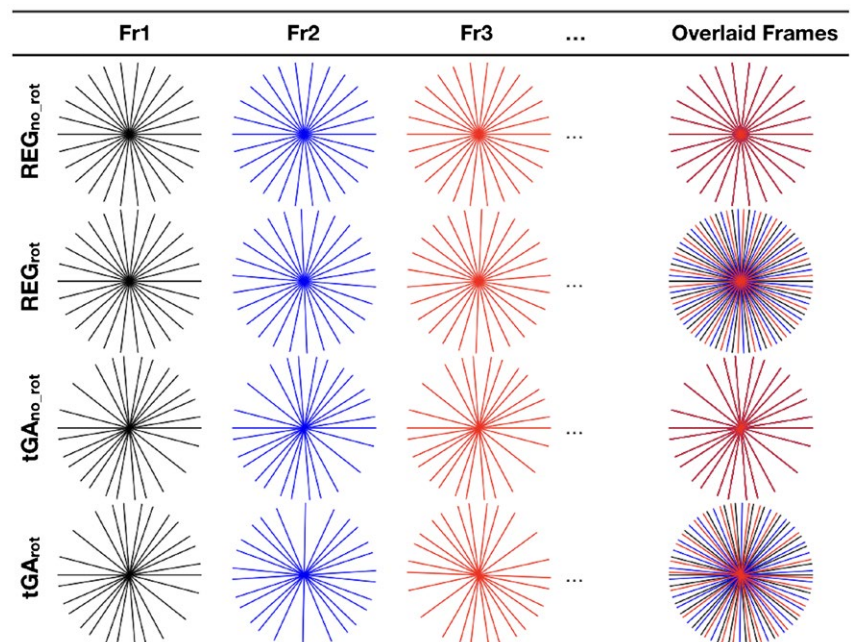 Fr1 Fr2 Fr3 ... Overlaid Frames
REGno_rot ...
REGrot ...
tGAno_rot ...
tGArot ...